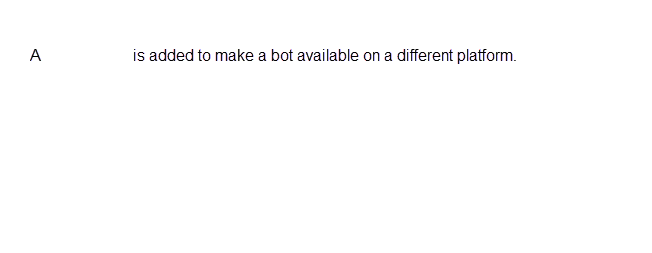 A is added to make a bot available on a different platform.